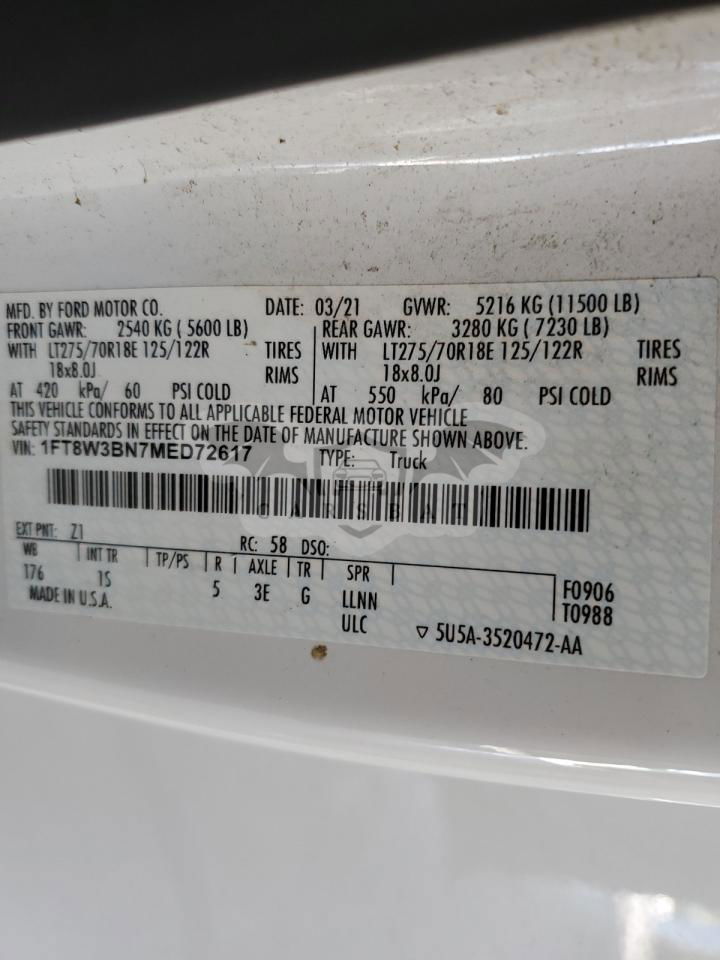 MFD. BY FORD MOTOR CO. DATE: 03/21 GVWR: 5216 KG (11500 LB)
FRONT GAWR: 2540 KG ( 5600 LB) REAR GAWR: 3280 KG ( 7230 LB)
WITH LT275/70R18E 125/122R TIRES WITH LT275/70R18E 125/122R TIRES
18x8.0J RIMS 18x8.0J RIMS
AT 420 kPa/ 60 PSI COLD AT 550 kPa/ 80 PSI COLD
THIS VEHICLE CONFORMS TO ALL APPLICABLE FEDERAL MOTOR VEHICLE
SAFETY STANDARDS IN EFFECT ON THE DATE OF MANUFACTURE SHOWN ABOVE.
VIN: 1FT8W3BN7MED72617 TYPE: Truck
CARSBAT
EXT PNT: Z1 RC: 58 DSO:
WB INT TR TP/PS R AXLE TR SPR
176 1S 5 3E G LLNN F0906
MADE IN U.S.A. ULC T0988
▽ 5U5A-3520472-AA